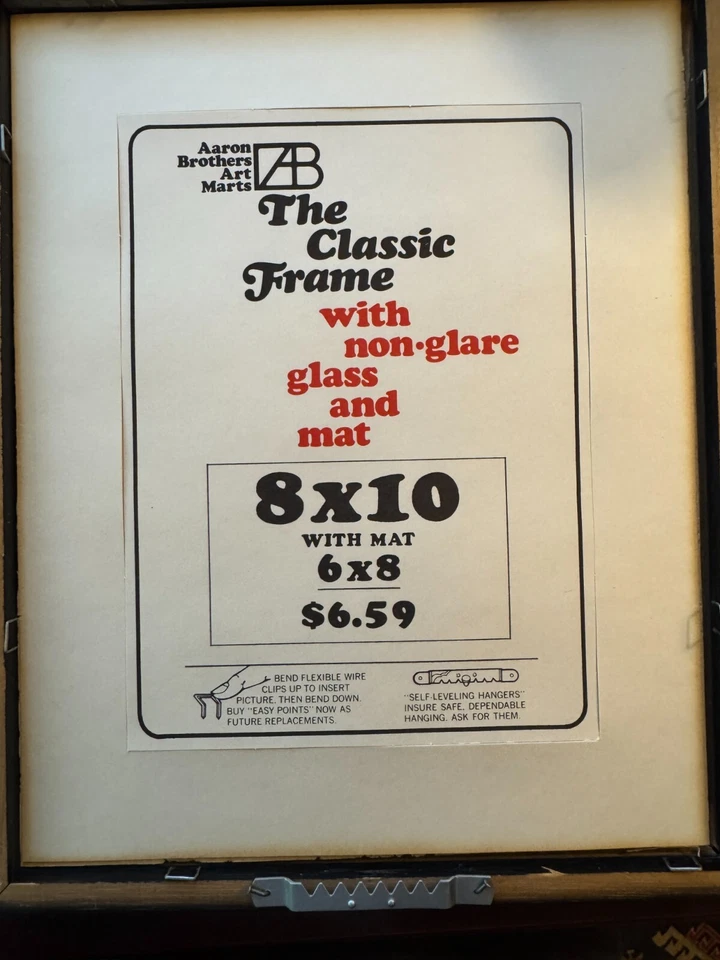 Aaron
Brothers
Art
Marts
AB
The
Classic
Frame
with
non·glare
glass
and
mat
8x10
WITH MAT
6x8
$6.59
BEND FLEXIBLE WIRE
CLIPS UP TO INSERT
PICTURE. THEN BEND DOWN.
BUY "EASY POINTS" NOW AS
FUTURE REPLACEMENTS.
"SELF-LEVELING HANGERS"
INSURE SAFE, DEPENDABLE
HANGING. ASK FOR THEM.